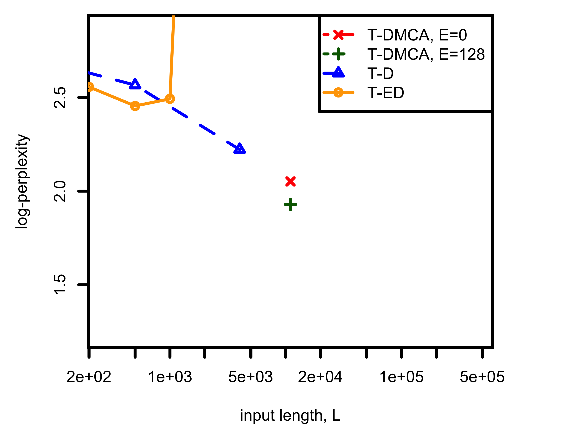 T-DMCA, E=0
T-DMCA, E=128
T-D
T-ED
log-perplexity
2.5
2.0
1.5
2e+02 1e+03 5e+03 2e+04 1e+05 5e+05
input length, L